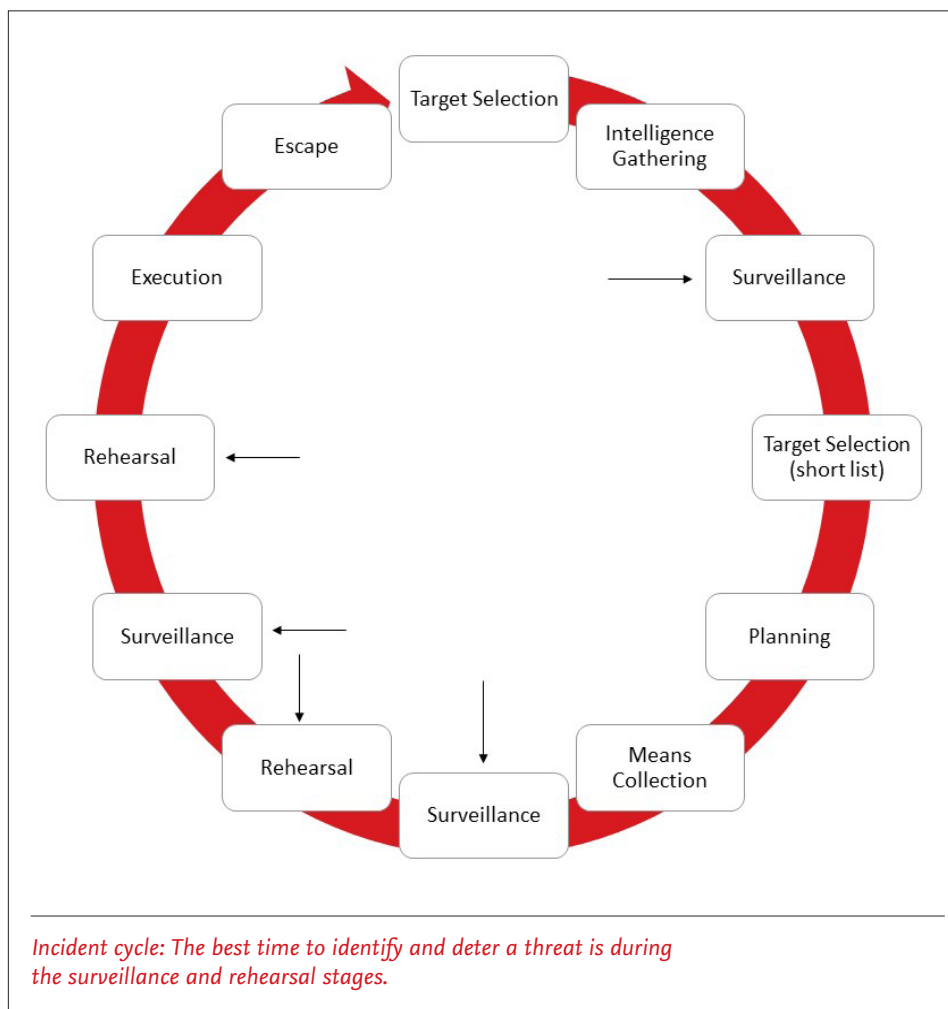 Target Selection
Intelligence
Gathering
Surveillance
Target Selection
(short list)
Planning
Means
Collection
Surveillance
Rehearsal
Surveillance
Rehearsal
Execution
Escape
Incident cycle: The best time to identify and deter a threat is during
the surveillance and rehearsal stages.